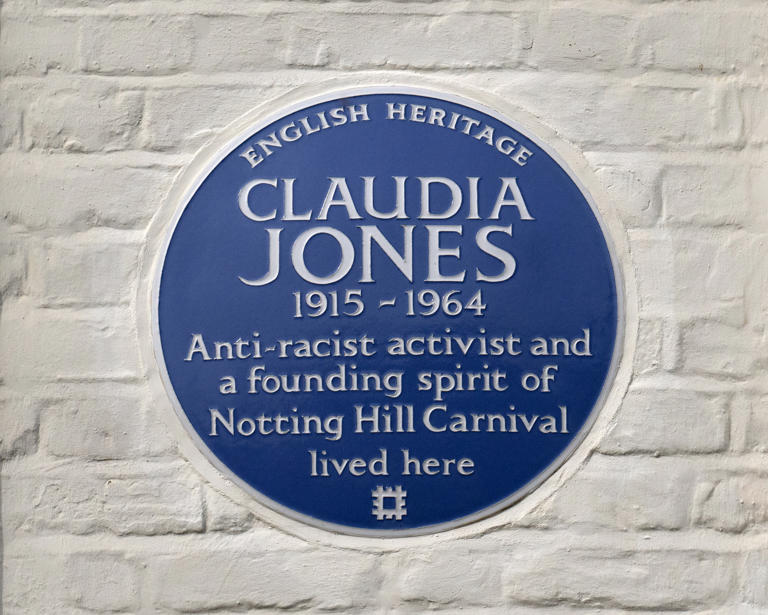 ENGLISH HERITAGE
CLAUDIA
JONES
1915 - 1964
Anti-racist activist and
a founding spirit of
Notting Hill Carnival
lived here